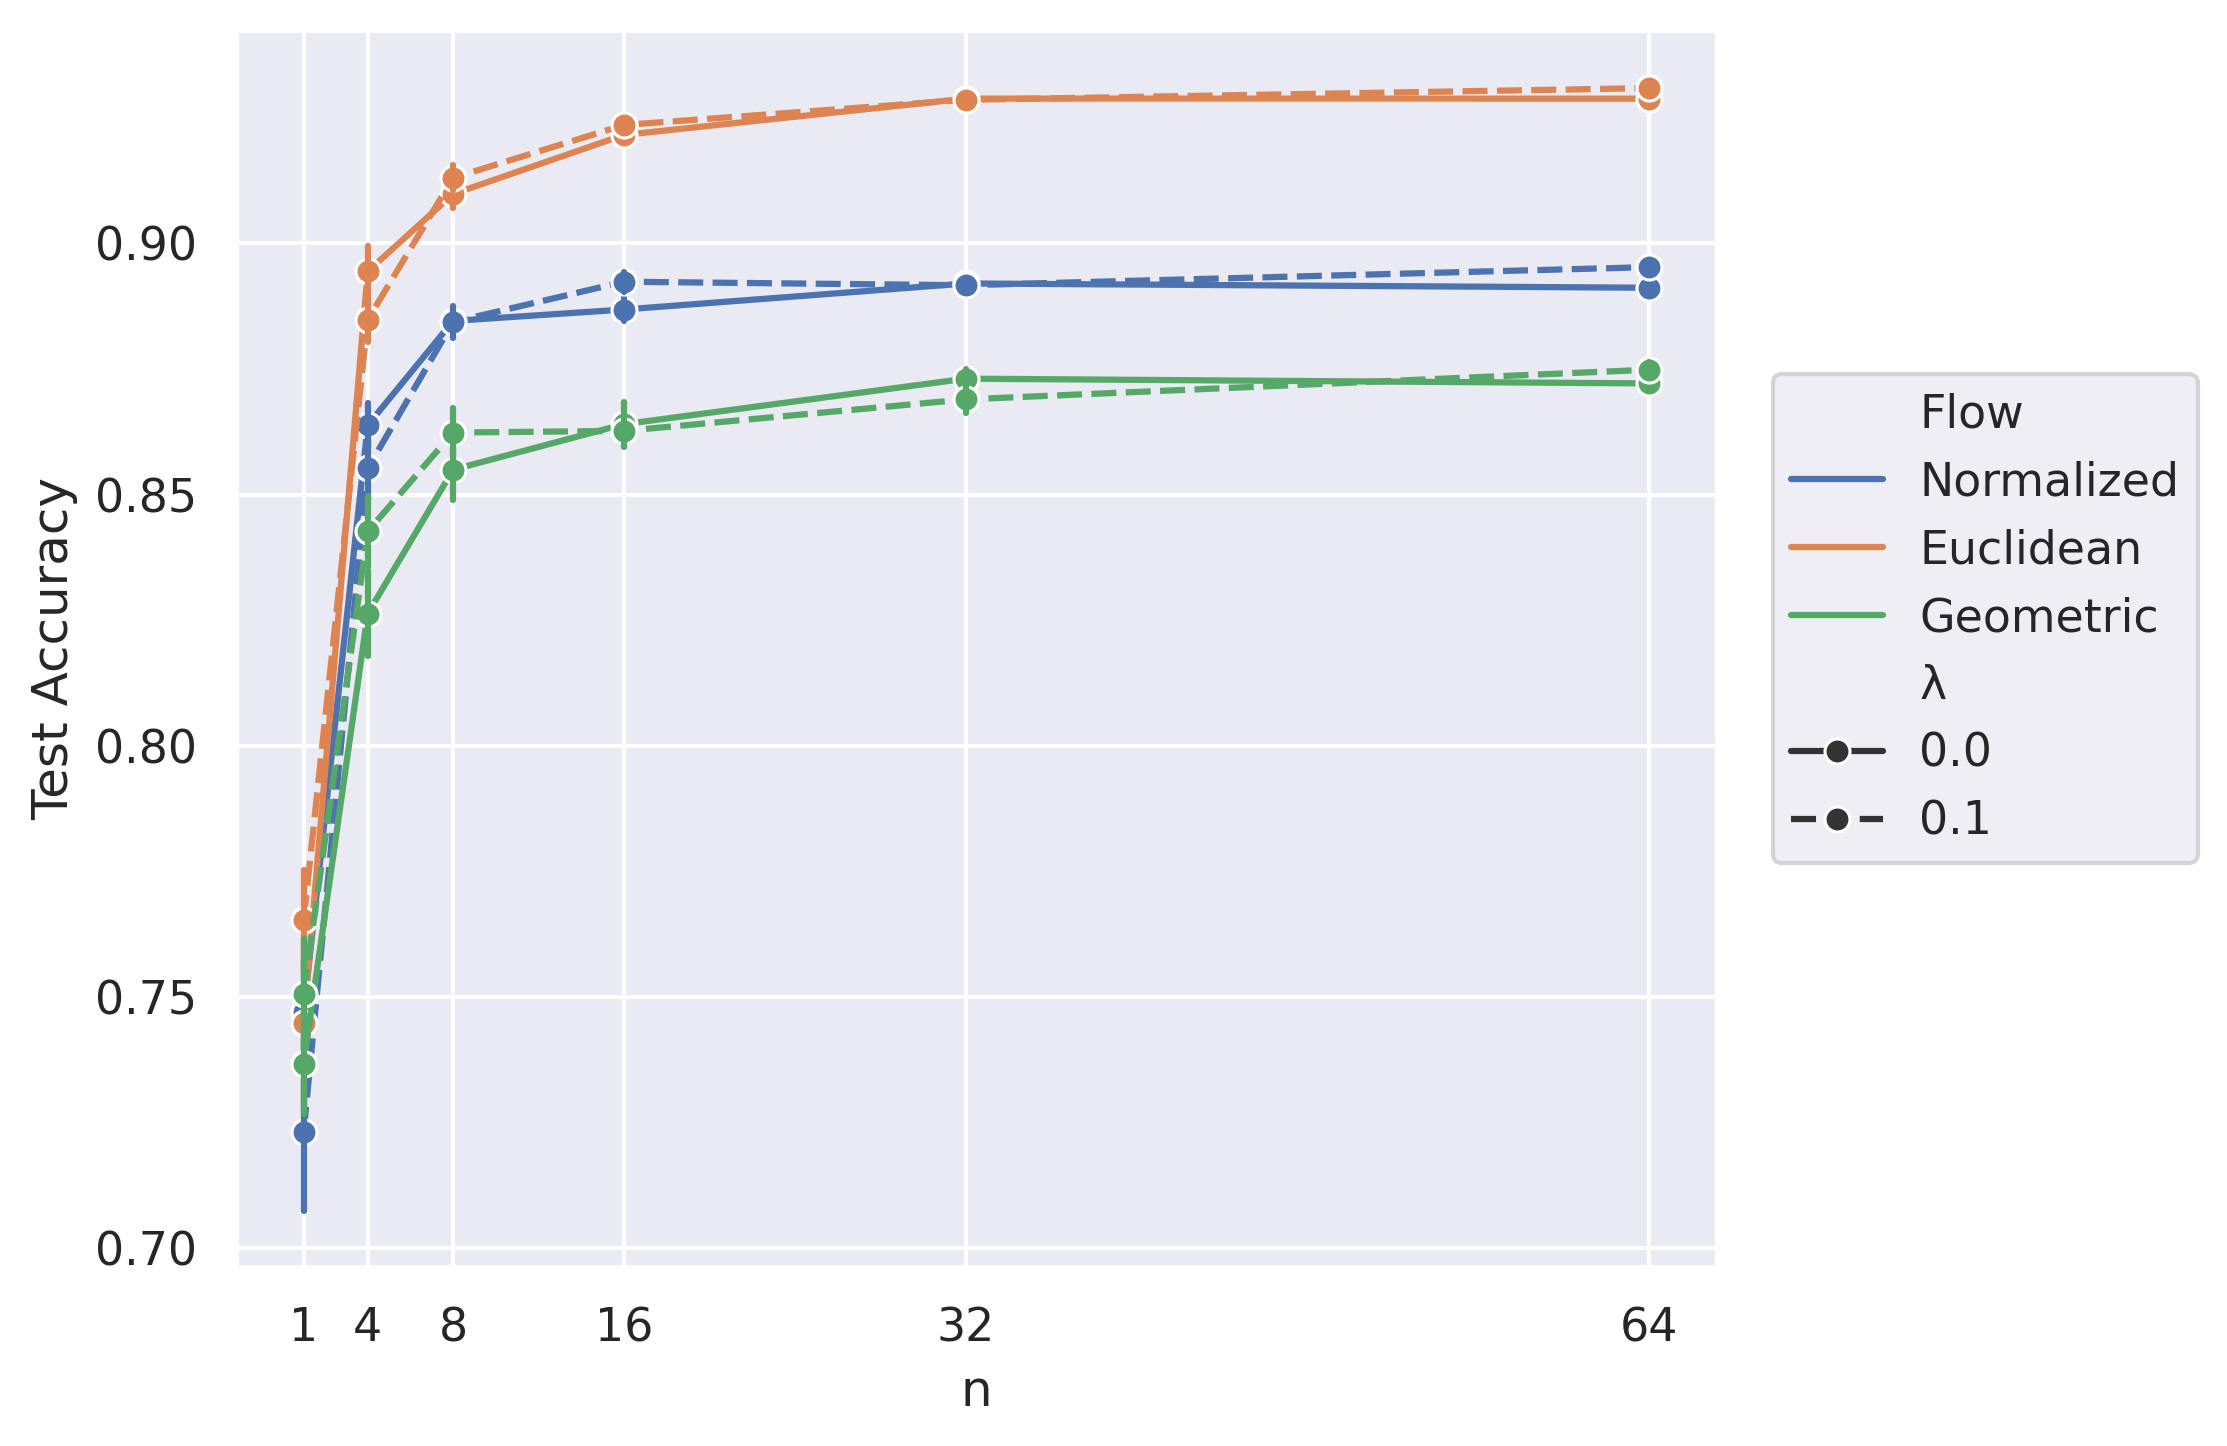 Test Accuracy
0.90
0.85
0.80
0.75
0.70
1 4 8 16 32 64
n
Flow
Normalized
Euclidean
Geometric
λ
0.0
0.1